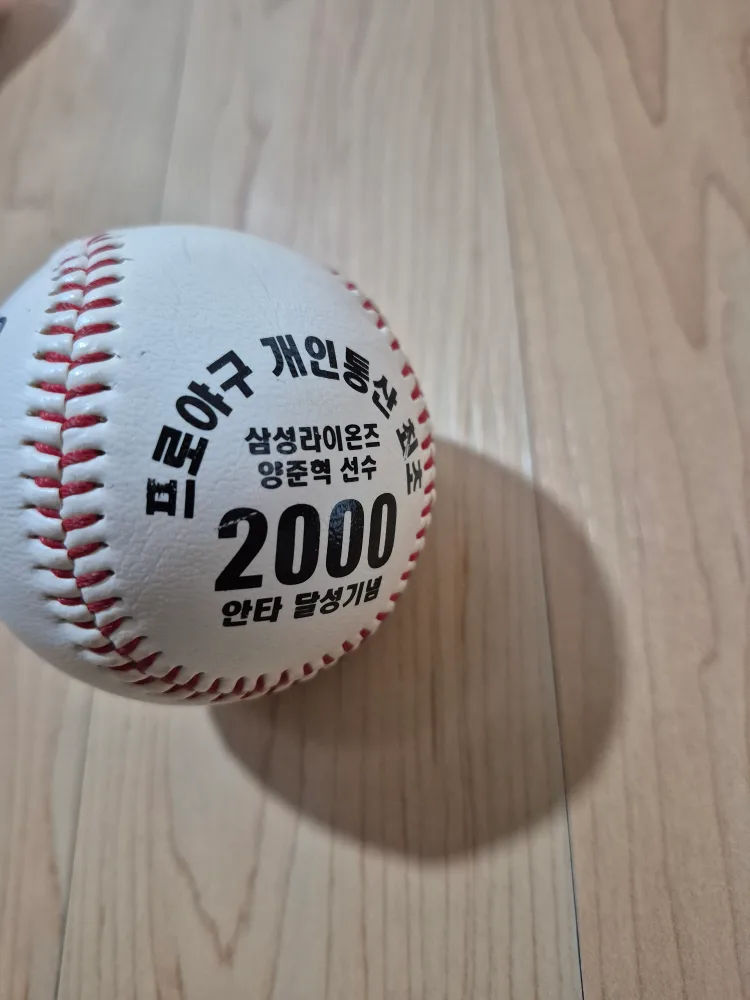 프로야구 개인통산 최초
삼성라이온즈
양준혁 선수
2000
안타 달성기념